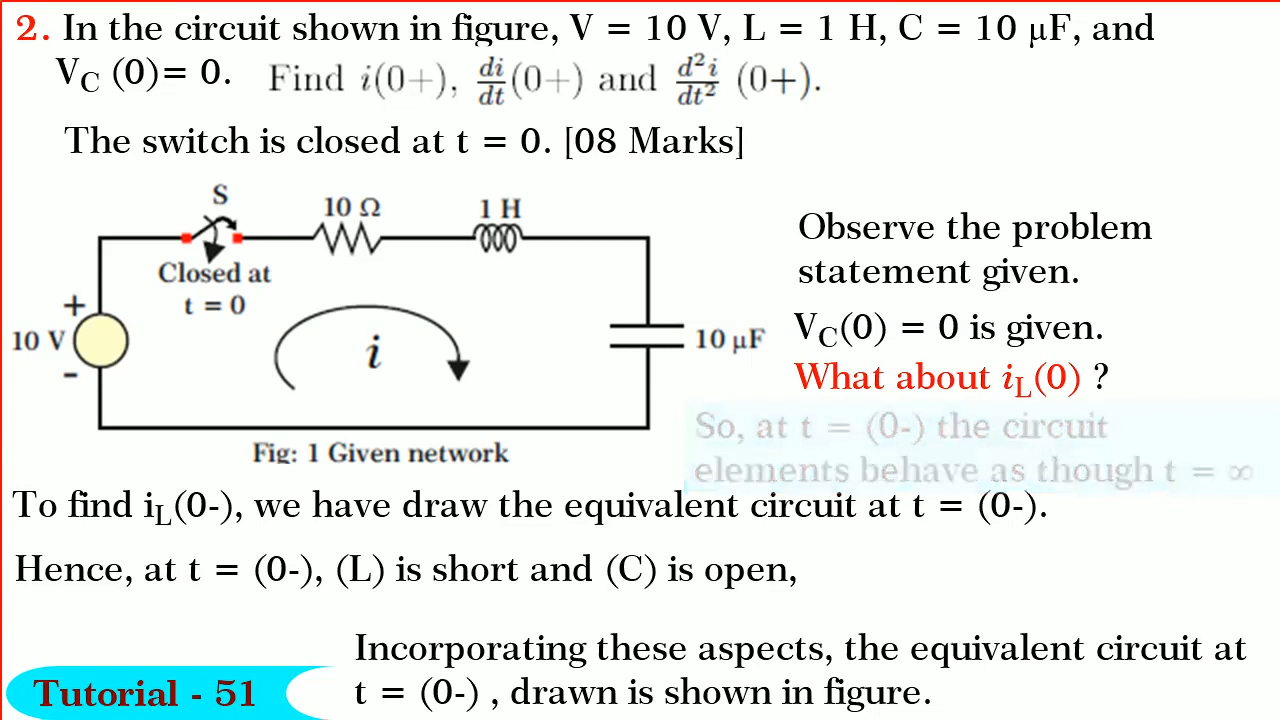 2. In the circuit shown in figure, V = 10 V, L = 1 H, C = 10 μF, and
V_C (0)= 0. Find i(0+), di/dt (0+) and d²i/dt² (0+).
The switch is closed at t = 0. [08 Marks]
S
10 Ω
1 H
Closed at
t = 0
+
10 V
-
i
10 μF
Fig: 1 Given network
Observe the problem
statement given.
V_C(0) = 0 is given.
What about i_L(0) ?
So, at t = (0-) the circuit
elements behave as though t = ∞
To find i_L(0-), we have draw the equivalent circuit at t = (0-).
Hence, at t = (0-), (L) is short and (C) is open,
Incorporating these aspects, the equivalent circuit at
t = (0-) , drawn is shown in figure.
Tutorial - 51